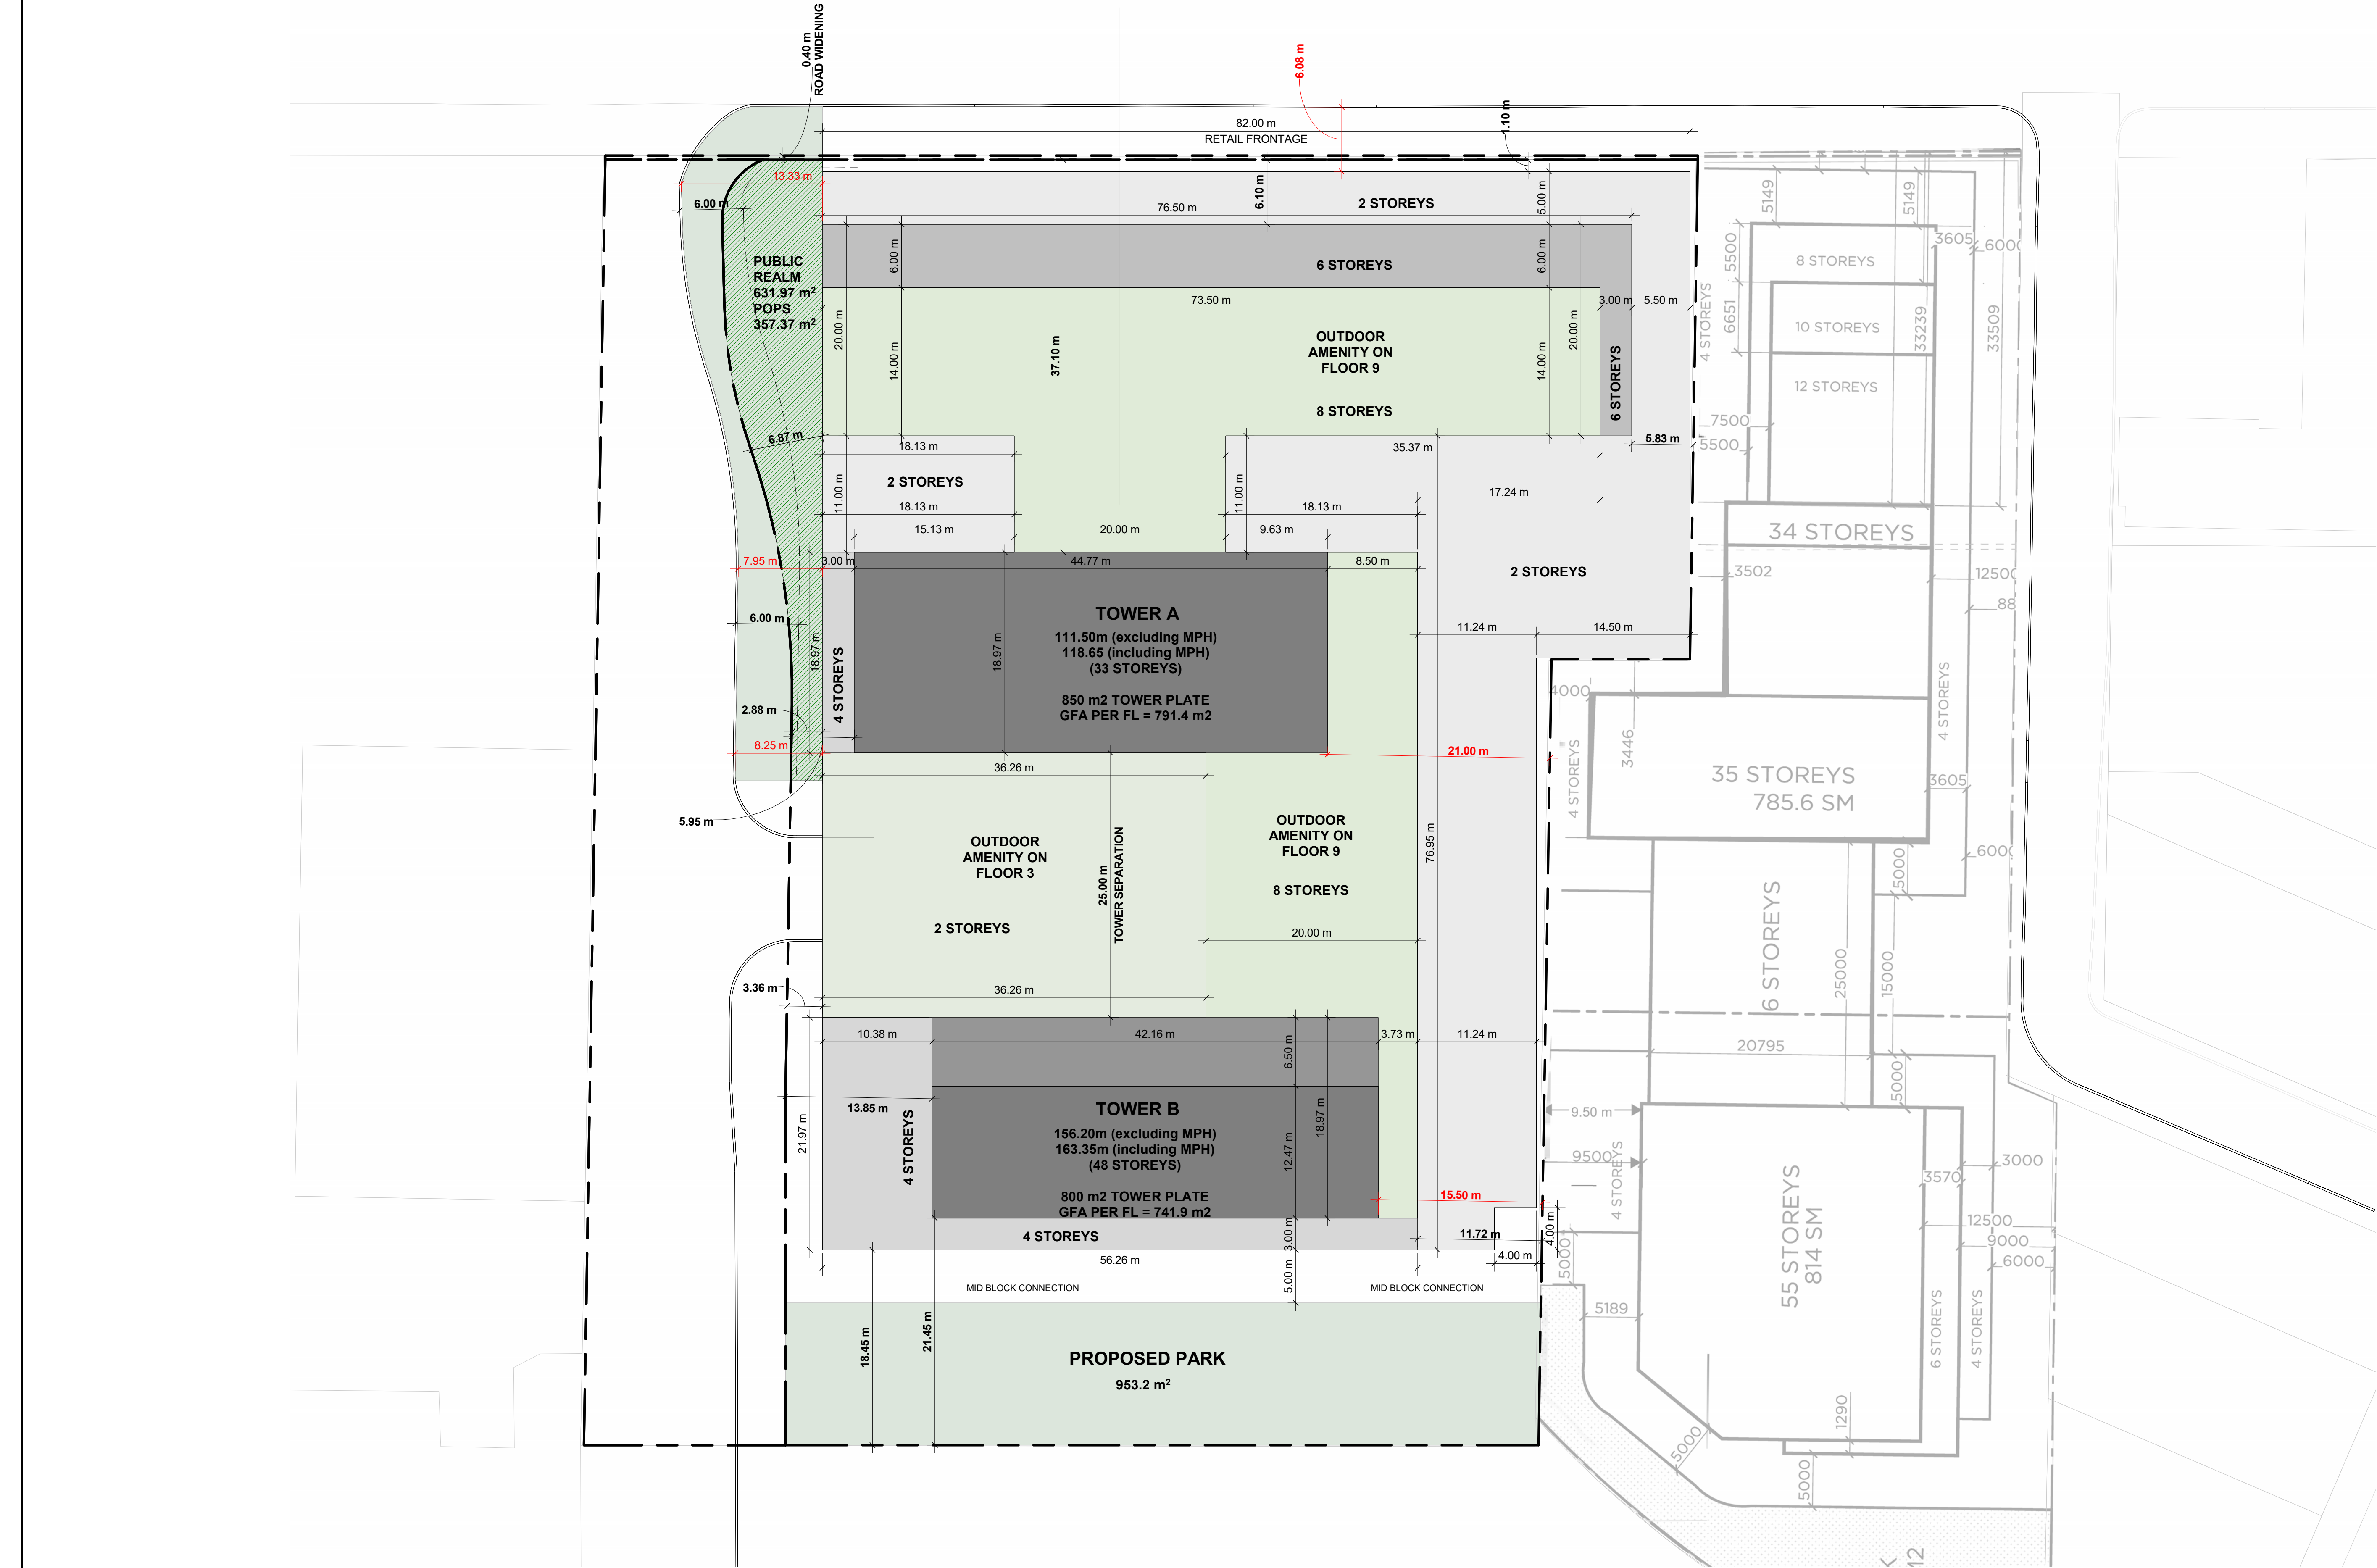 0.40 m
ROAD WIDENING
6.08 m
1.10 m
82.00 m
RETAIL FRONTAGE
13.33 m
6.00 m
76.50 m
6.10 m
2 STOREYS
5.00 m
PUBLIC
REALM
631.97 m²
POPS
357.37 m²
6.00 m
6 STOREYS
6.00 m
73.50 m
3.00 m
5.50 m
20.00 m
14.00 m
37.10 m
OUTDOOR
AMENITY ON
FLOOR 9
8 STOREYS
14.00 m
20.00 m
6 STOREYS
6.87 m
18.13 m
35.37 m
5.83 m
2 STOREYS
11.00 m
18.13 m
11.00 m
18.13 m
17.24 m
15.13 m
20.00 m
9.63 m
7.95 m
3.00 m
44.77 m
8.50 m
2 STOREYS
6.00 m
18.97 m
4 STOREYS
18.97 m
TOWER A
111.50m (excluding MPH)
118.65 (including MPH)
(33 STOREYS)
850 m2 TOWER PLATE
GFA PER FL = 791.4 m2
11.24 m
14.50 m
2.88 m
8.25 m
21.00 m
36.26 m
5.95 m
OUTDOOR
AMENITY ON
FLOOR 3
2 STOREYS
25.00 m
TOWER SEPARATION
OUTDOOR
AMENITY ON
FLOOR 9
8 STOREYS
76.95 m
20.00 m
36.26 m
3.36 m
10.38 m
42.16 m
6.50 m
3.73 m
11.24 m
13.85 m
21.97 m
4 STOREYS
TOWER B
156.20m (excluding MPH)
163.35m (including MPH)
(48 STOREYS)
800 m2 TOWER PLATE
GFA PER FL = 741.9 m2
12.47 m
18.97 m
15.50 m
4 STOREYS
3.00 m
11.72 m
4.00 m
4.00 m
56.26 m
5.00 m
MID BLOCK CONNECTION
MID BLOCK CONNECTION
18.45 m
21.45 m
PROPOSED PARK
953.2 m²
5149
5149
3605
6000
5500
8 STOREYS
4 STOREYS
6651
10 STOREYS
33239
33509
12 STOREYS
7500
5500
34 STOREYS
3502
12500
88
4000
4 STOREYS
3446
4 STOREYS
35 STOREYS
785.6 SM
3605
6000
5000
6 STOREYS
25000
15000
20795
5000
9.50 m
9500
4 STOREYS
3000
3570
55 STOREYS
814 SM
12500
9000
6000
5000
5189
6 STOREYS
4 STOREYS
1290
5000
5000